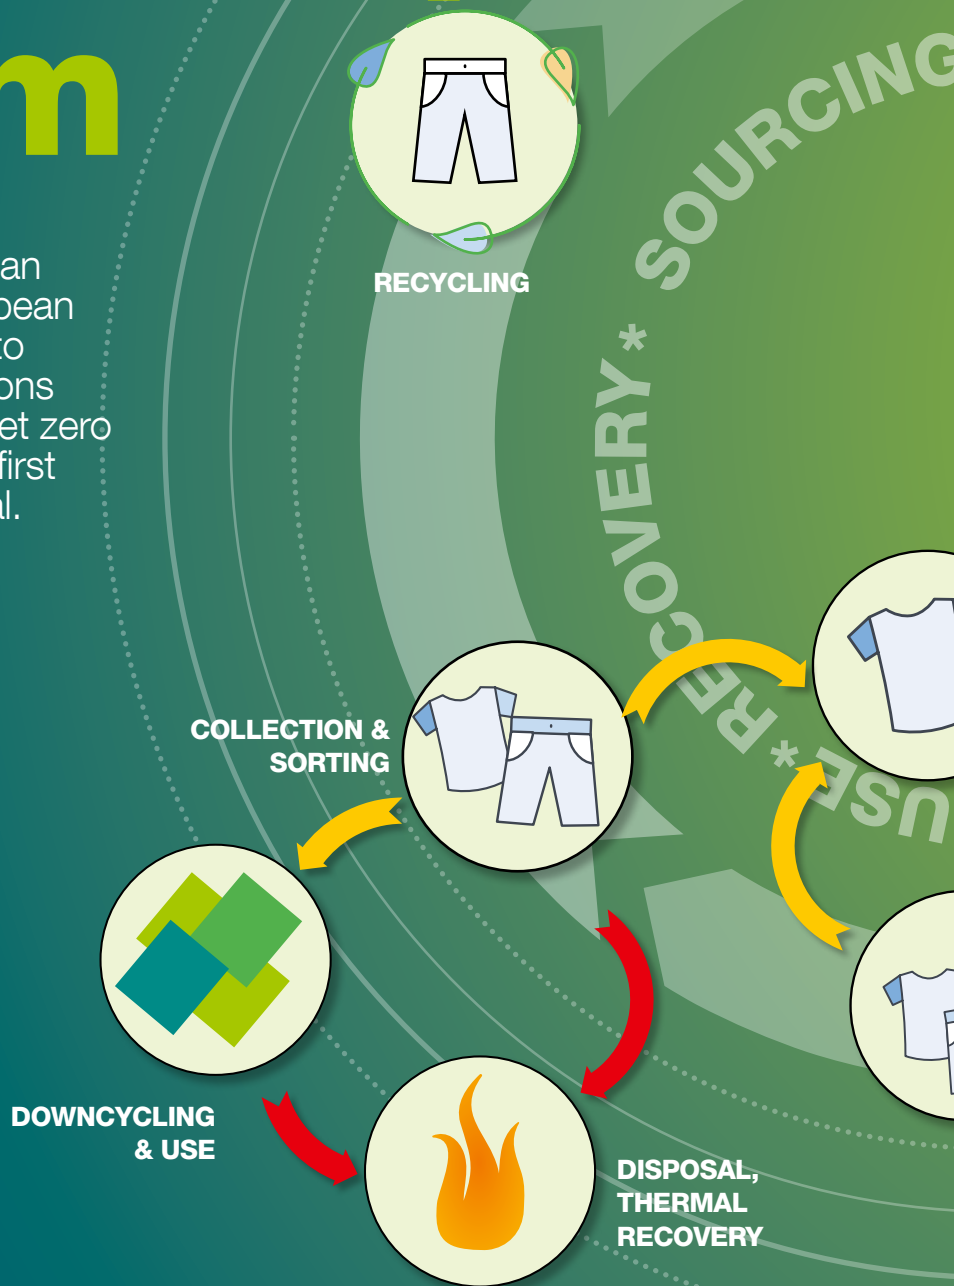 m
an
pean
to
ons
et zero
first
al.
RECYCLING
SOURCING
* RECOVERY *
USE
COLLECTION &
SORTING
DOWNCYCLING
& USE
DISPOSAL,
THERMAL
RECOVERY